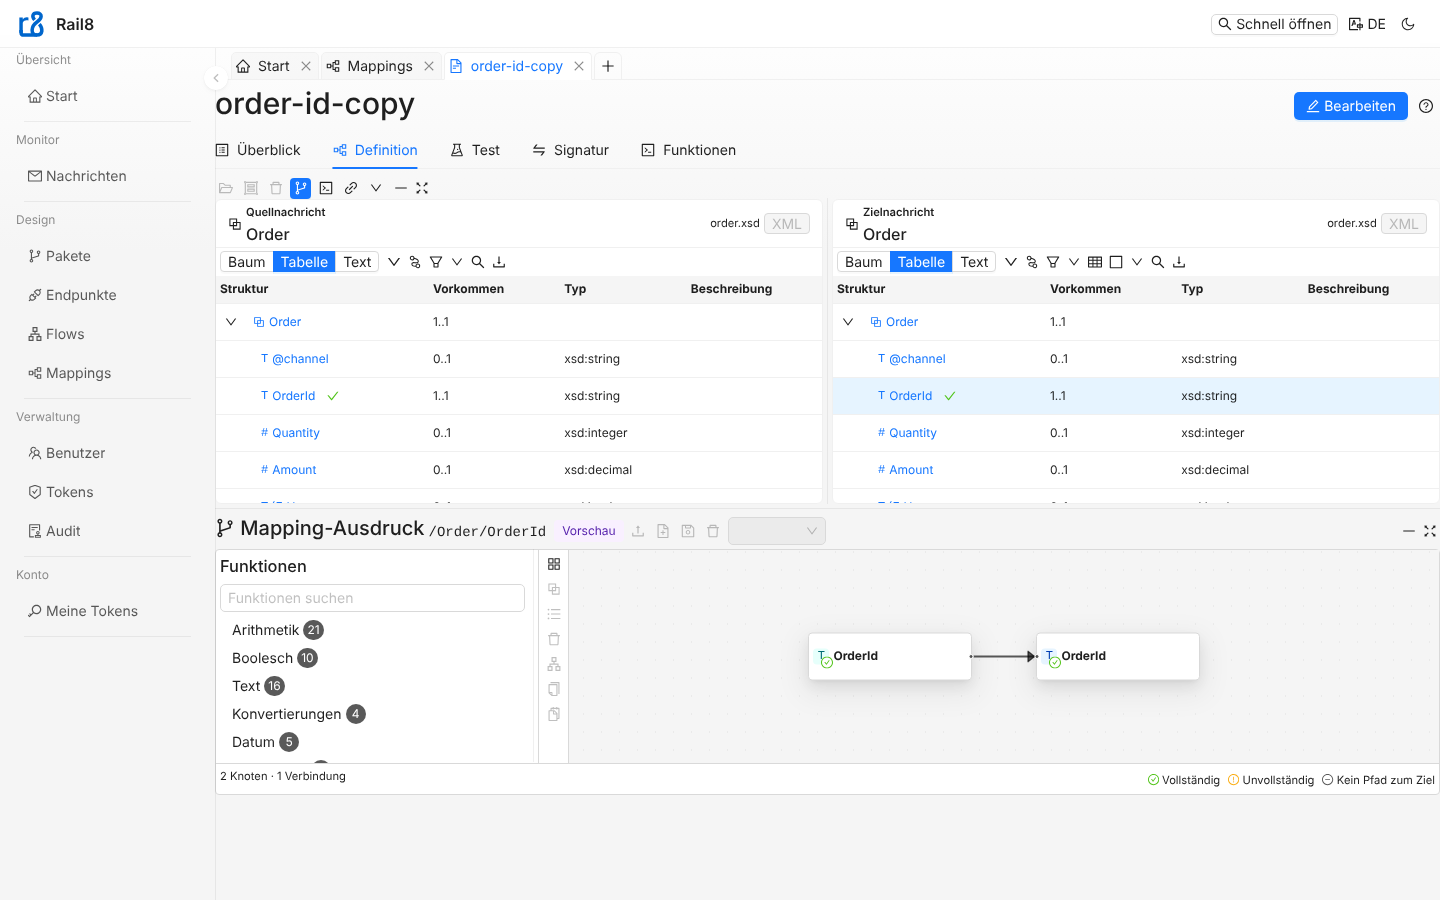 Rail8
Schnell öffnen
DE
Übersicht
Start
Monitor
Nachrichten
Design
Pakete
Endpunkte
Flows
Mappings
Verwaltung
Benutzer
Tokens
Audit
Konto
Meine Tokens
Start
Mappings
order-id-copy
order-id-copy
Bearbeiten
Überblick
Definition
Test
Signatur
Funktionen
Quellnachricht
Order
order.xsd
XML
Baum
Tabelle
Text
Struktur Vorkommen Typ Beschreibung
Order 1..1
@channel 0..1 xsd:string
OrderId 1..1 xsd:string
Quantity 0..1 xsd:integer
Amount 0..1 xsd:decimal
Zielnachricht
Order
order.xsd
XML
Baum
Tabelle
Text
Struktur Vorkommen Typ Beschreibung
Order 1..1
@channel 0..1 xsd:string
OrderId 1..1 xsd:string
Quantity 0..1 xsd:integer
Amount 0..1 xsd:decimal
Mapping-Ausdruck /Order/OrderId Vorschau
Funktionen
Funktionen suchen
Arithmetik 21
Boolesch 10
Text 16
Konvertierungen 4
Datum 5
OrderId
OrderId
2 Knoten · 1 Verbindung
Vollständig
Unvollständig
Kein Pfad zum Ziel